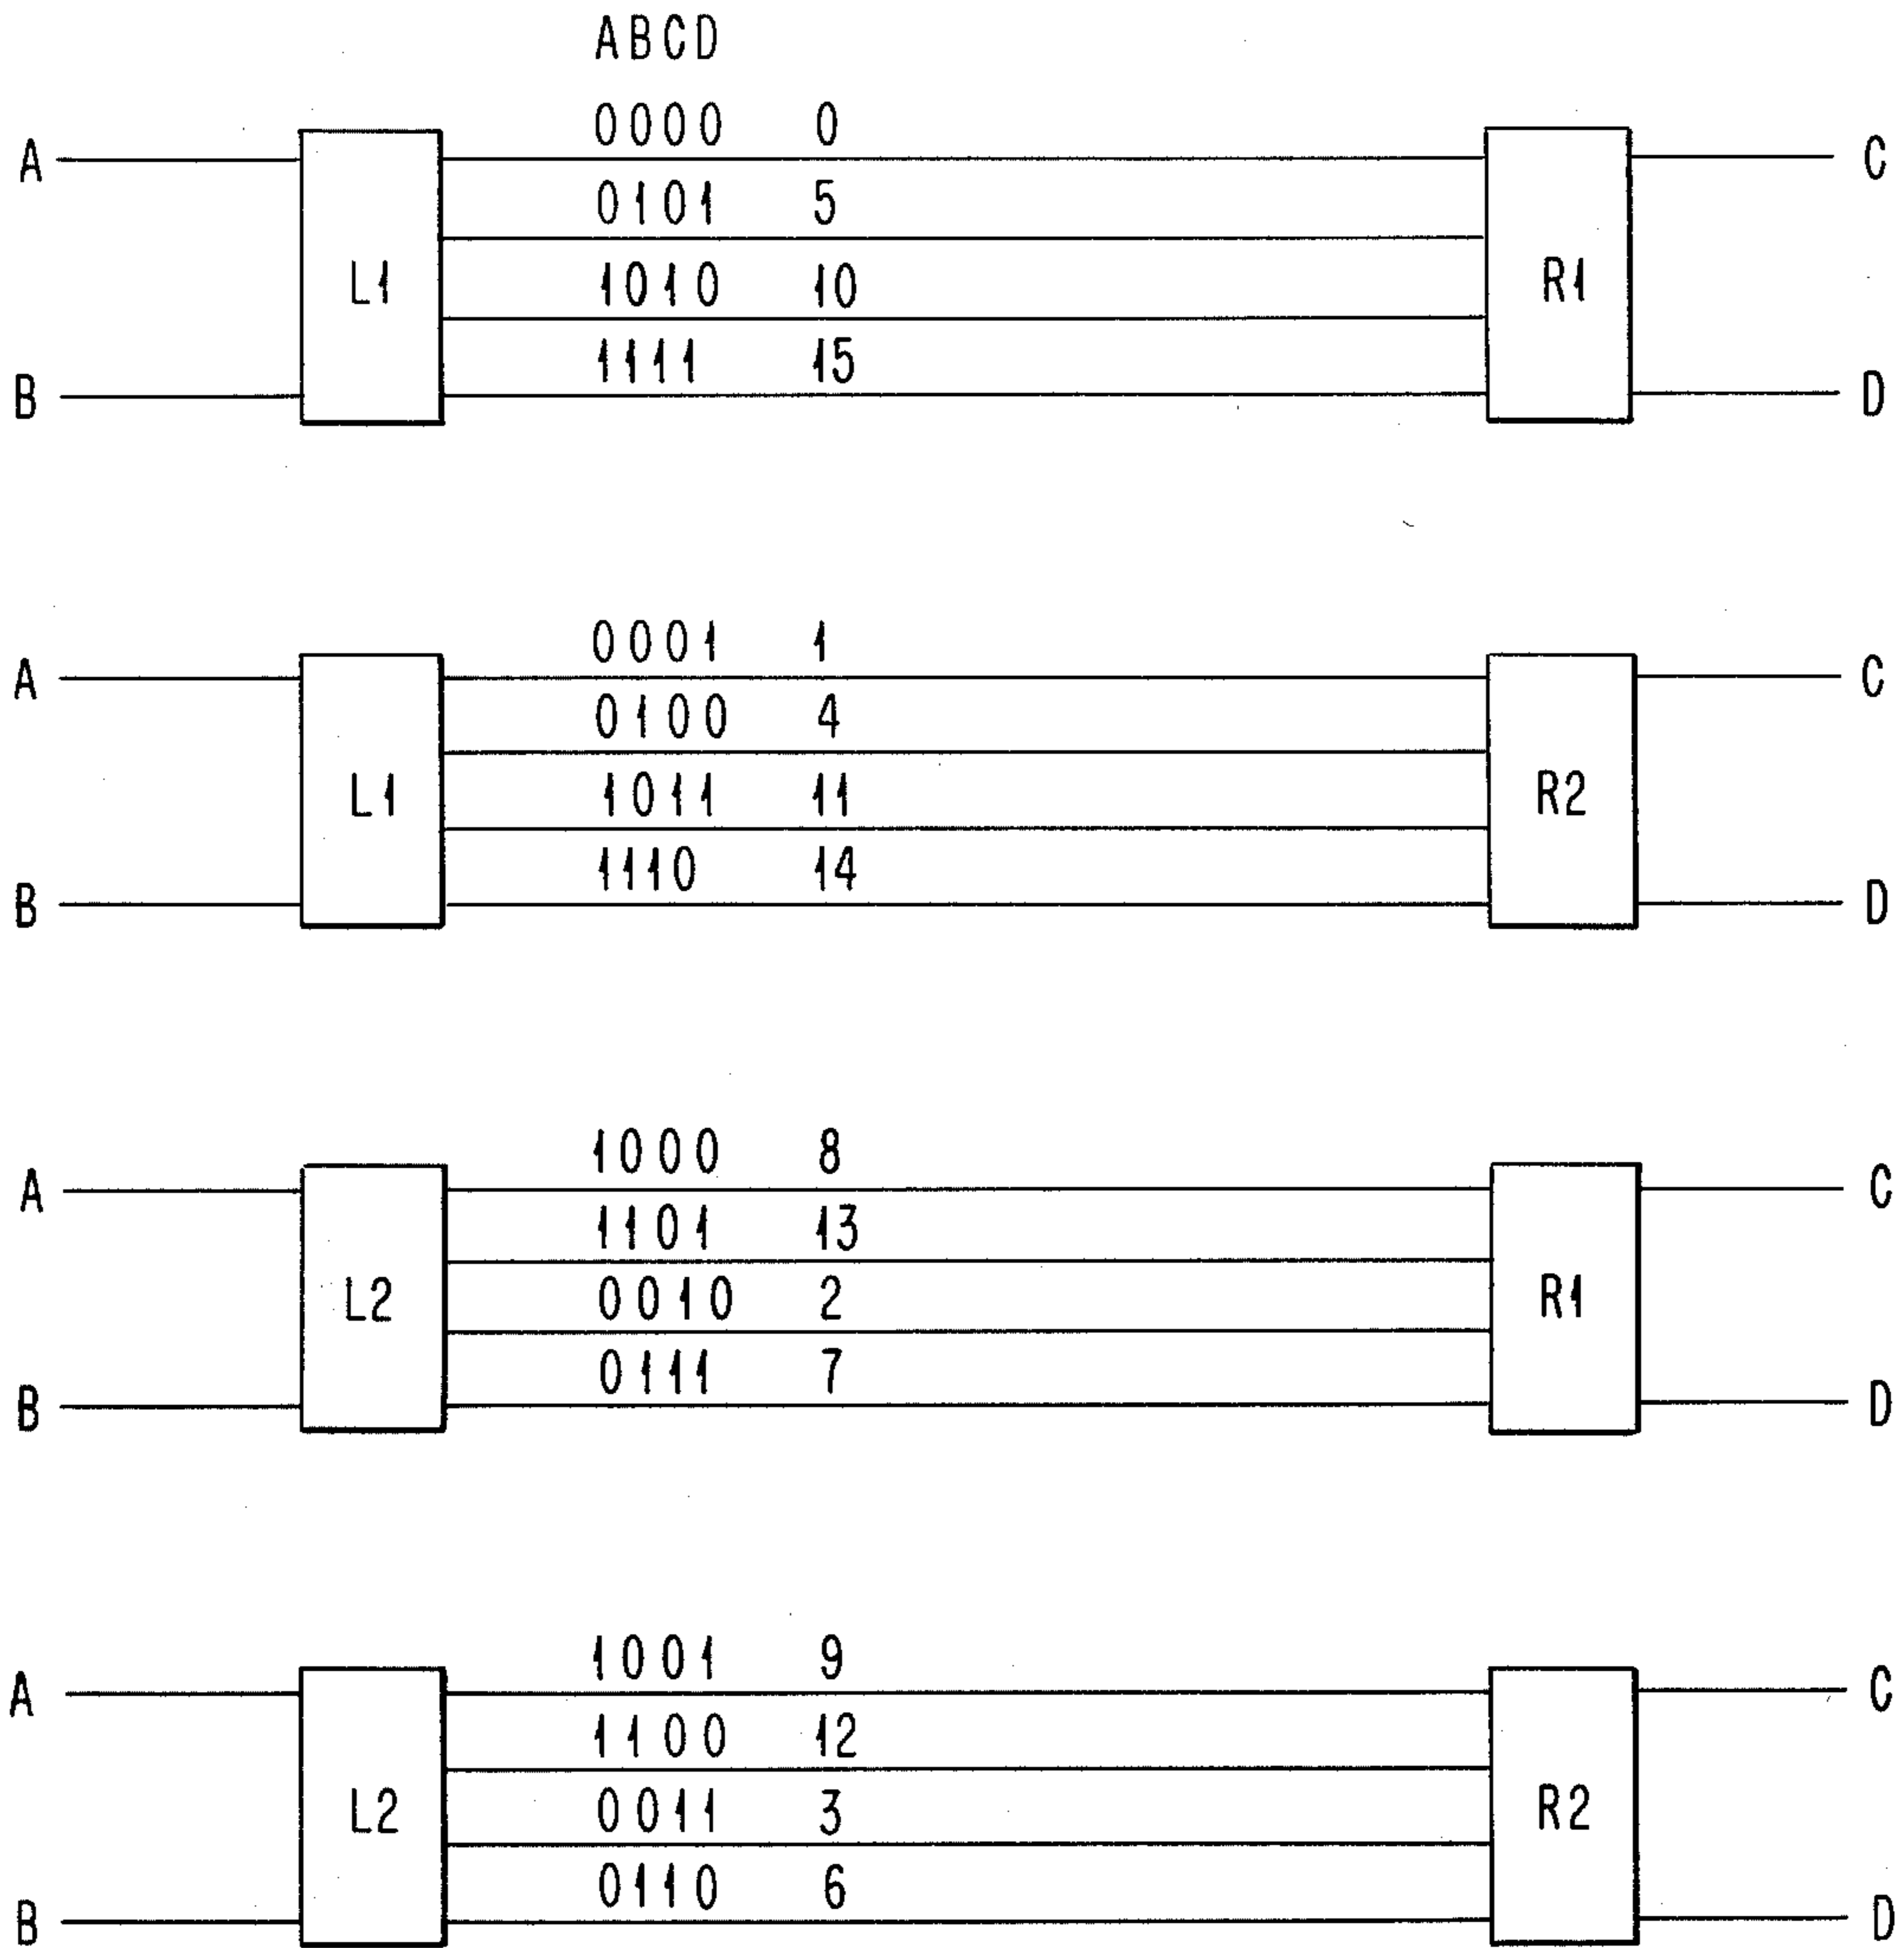 ABCD
0000 0
A C
0101 5
L1 1010 10 R1
1111 15
B D
0001 1
A C
0100 4
L1 1011 11 R2
1110 14
B D
1000 8
A C
1101 13
L2 0010 2 R1
0111 7
B D
1001 9
A C
1100 12
L2 0011 3 R2
0110 6
B D